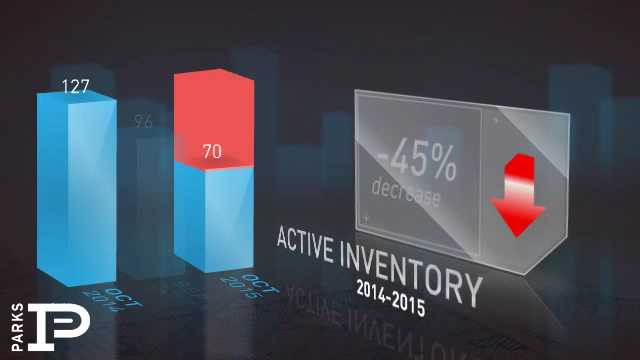 127
96
70
OCT
2014
OCT
2015
-45%
decrease
ACTIVE INVENTORY
2014-2015
PARKS
P